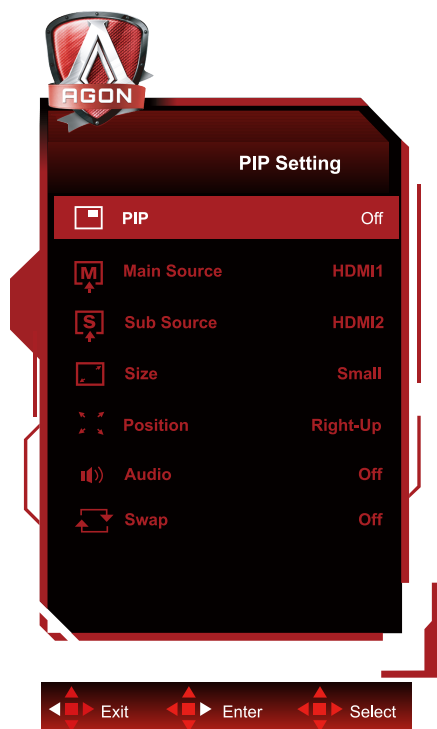 AGON
PIP Setting
PIP Off
Main Source HDMI1
Sub Source HDMI2
Size Small
Position Right-Up
Audio Off
Swap Off
Exit Enter Select